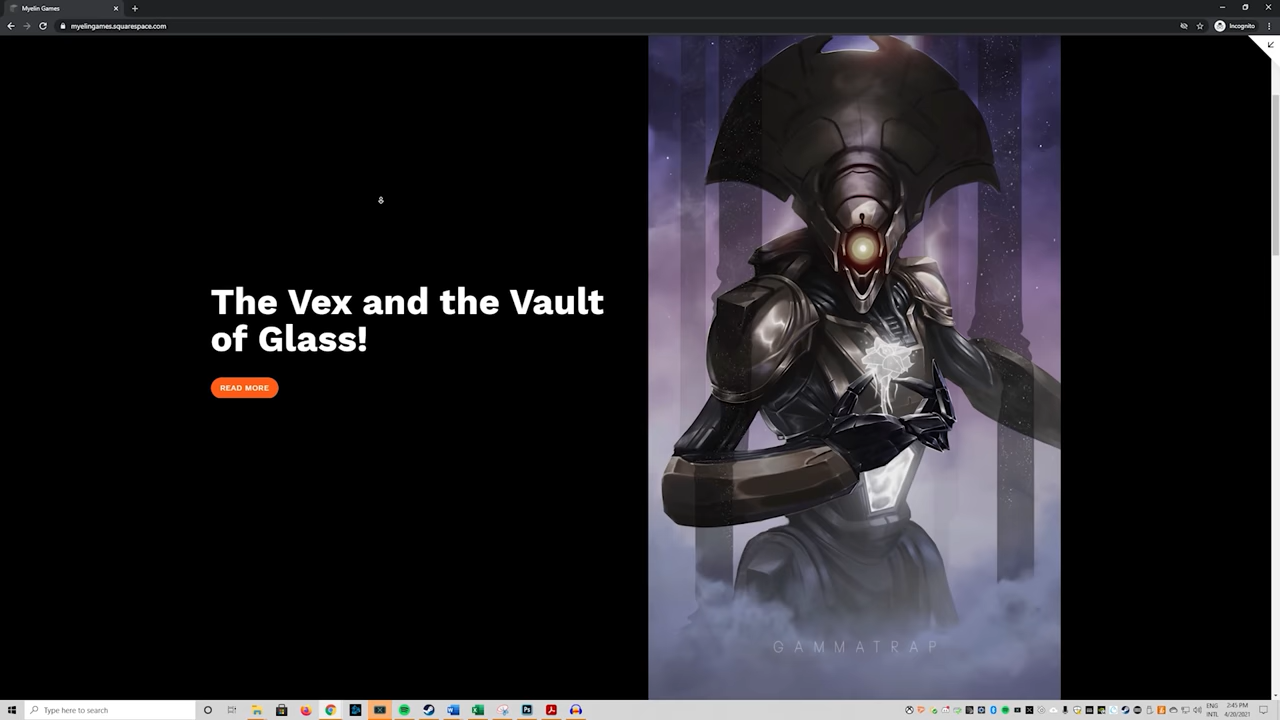 Myelin Games
myelingames.squarespace.com
Incognito
The Vex and the Vault
of Glass!
READ MORE
GAMMATRAP
Type here to search
ENG
INTL
2:45 PM
4/20/2021